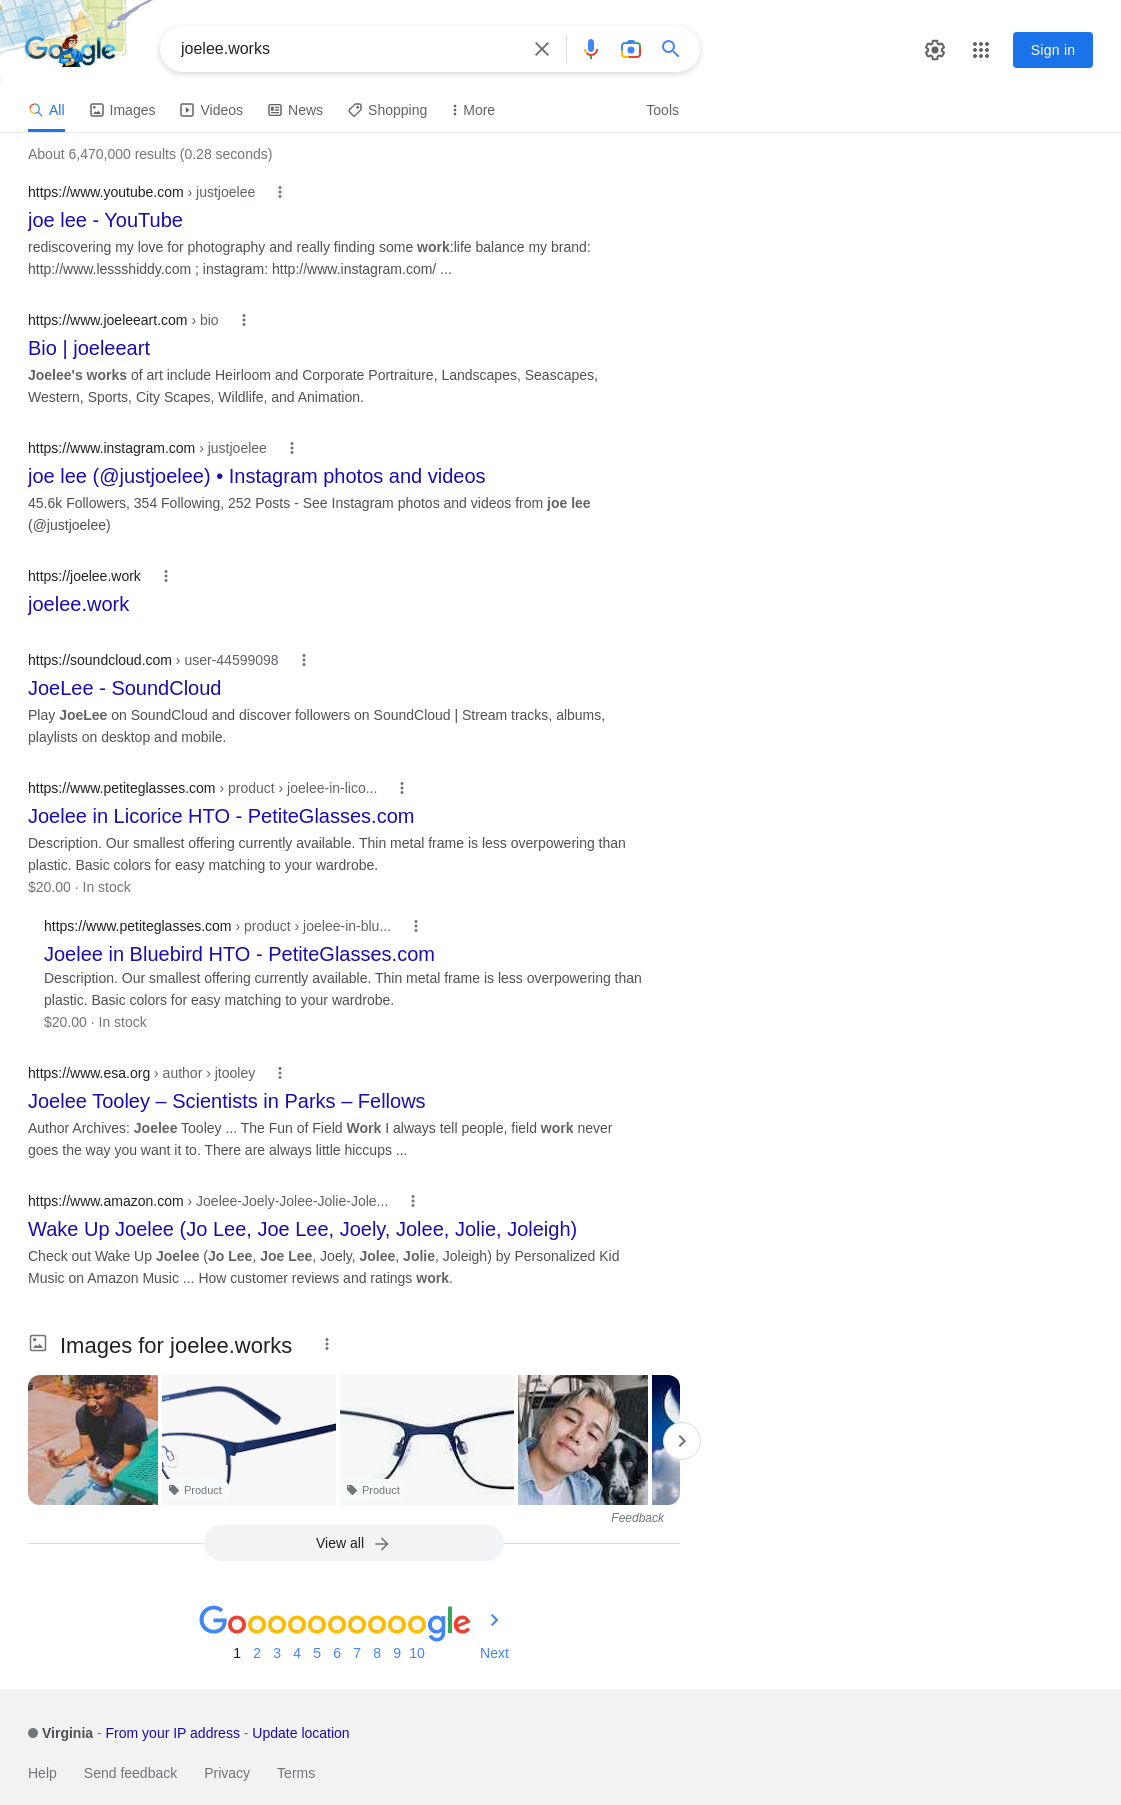 Google
joelee.works
Sign in
All
Images
Videos
News
Shopping
More
Tools
About 6,470,000 results (0.28 seconds)
https://www.youtube.com › justjoelee
joe lee - YouTube
rediscovering my love for photography and really finding some work:life balance my brand:
http://www.lessshiddy.com ; instagram: http://www.instagram.com/ ...
https://www.joeleeart.com › bio
Bio | joeleeart
Joelee's works of art include Heirloom and Corporate Portraiture, Landscapes, Seascapes,
Western, Sports, City Scapes, Wildlife, and Animation.
https://www.instagram.com › justjoelee
joe lee (@justjoelee) • Instagram photos and videos
45.6k Followers, 354 Following, 252 Posts - See Instagram photos and videos from joe lee
(@justjoelee)
https://joelee.work
joelee.work
https://soundcloud.com › user-44599098
JoeLee - SoundCloud
Play JoeLee on SoundCloud and discover followers on SoundCloud | Stream tracks, albums,
playlists on desktop and mobile.
https://www.petiteglasses.com › product › joelee-in-lico...
Joelee in Licorice HTO - PetiteGlasses.com
Description. Our smallest offering currently available. Thin metal frame is less overpowering than
plastic. Basic colors for easy matching to your wardrobe.
$20.00 · In stock
https://www.petiteglasses.com › product › joelee-in-blu...
Joelee in Bluebird HTO - PetiteGlasses.com
Description. Our smallest offering currently available. Thin metal frame is less overpowering than
plastic. Basic colors for easy matching to your wardrobe.
$20.00 · In stock
https://www.esa.org › author › jtooley
Joelee Tooley – Scientists in Parks – Fellows
Author Archives: Joelee Tooley ... The Fun of Field Work I always tell people, field work never
goes the way you want it to. There are always little hiccups ...
https://www.amazon.com › Joelee-Joely-Jolee-Jolie-Jole...
Wake Up Joelee (Jo Lee, Joe Lee, Joely, Jolee, Jolie, Joleigh)
Check out Wake Up Joelee (Jo Lee, Joe Lee, Joely, Jolee, Jolie, Joleigh) by Personalized Kid
Music on Amazon Music ... How customer reviews and ratings work.
Images for joelee.works
Product
Product
Feedback
View all
Goooooooooogle
1 2 3 4 5 6 7 8 9 10 Next
Virginia - From your IP address - Update location
Help
Send feedback
Privacy
Terms